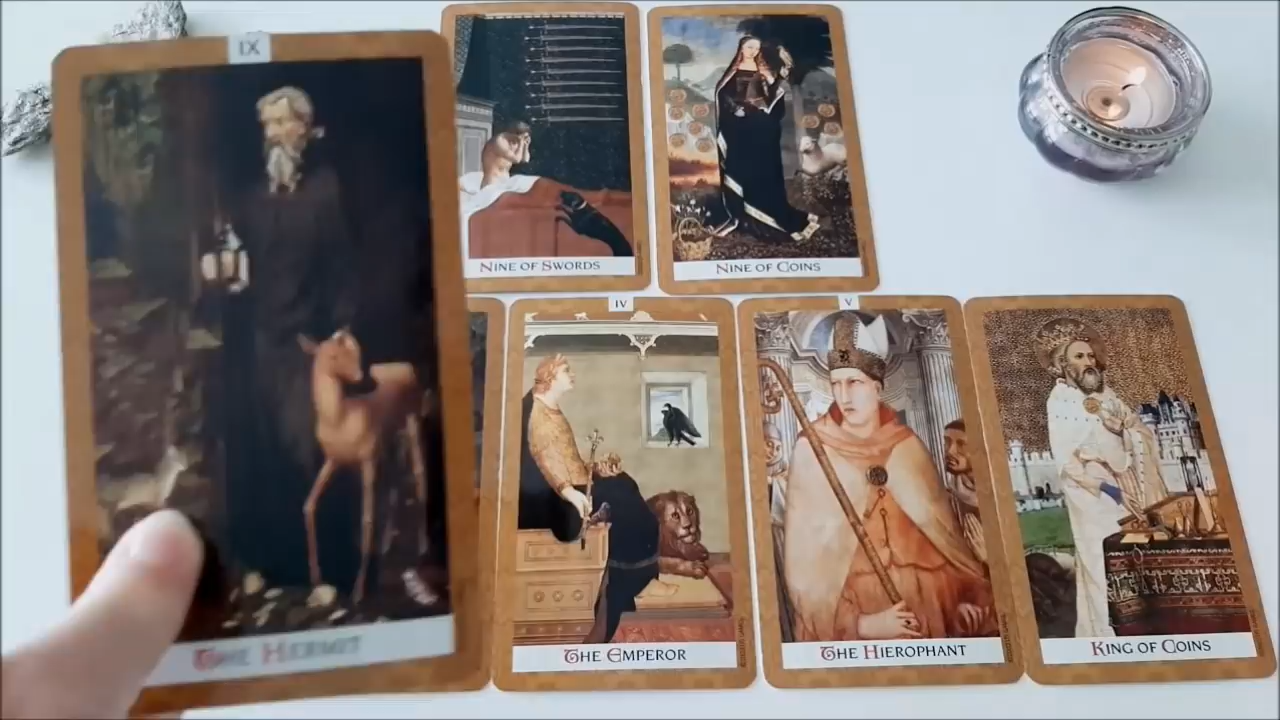 IX
THE HERMIT
NINE OF SWORDS
NINE OF COINS
IV
THE EMPEROR
V
THE HIEROPHANT
KING OF COINS